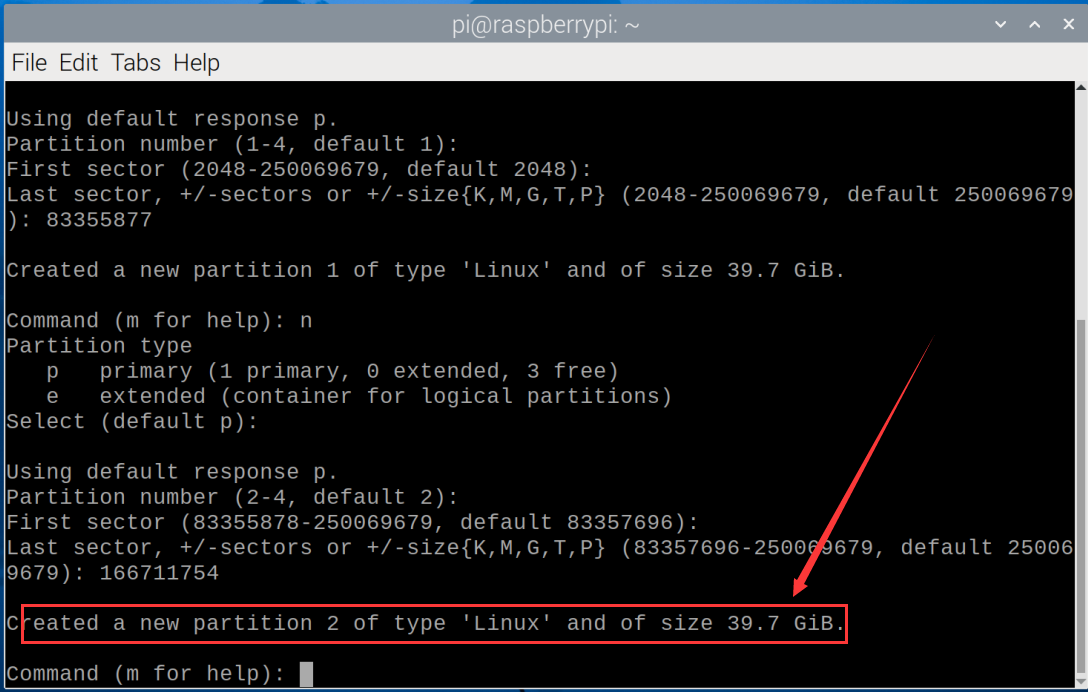 pi@raspberrypi: ~
File Edit Tabs Help
Using default response p.
Partition number (1-4, default 1):
First sector (2048-250069679, default 2048):
Last sector, +/-sectors or +/-size{K,M,G,T,P} (2048-250069679, default 250069679
): 83355877
Created a new partition 1 of type 'Linux' and of size 39.7 GiB.
Command (m for help): n
Partition type
   p   primary (1 primary, 0 extended, 3 free)
   e   extended (container for logical partitions)
Select (default p):
Using default response p.
Partition number (2-4, default 2):
First sector (83355878-250069679, default 83357696):
Last sector, +/-sectors or +/-size{K,M,G,T,P} (83357696-250069679, default 25006
9679): 166711754
Created a new partition 2 of type 'Linux' and of size 39.7 GiB.
Command (m for help):